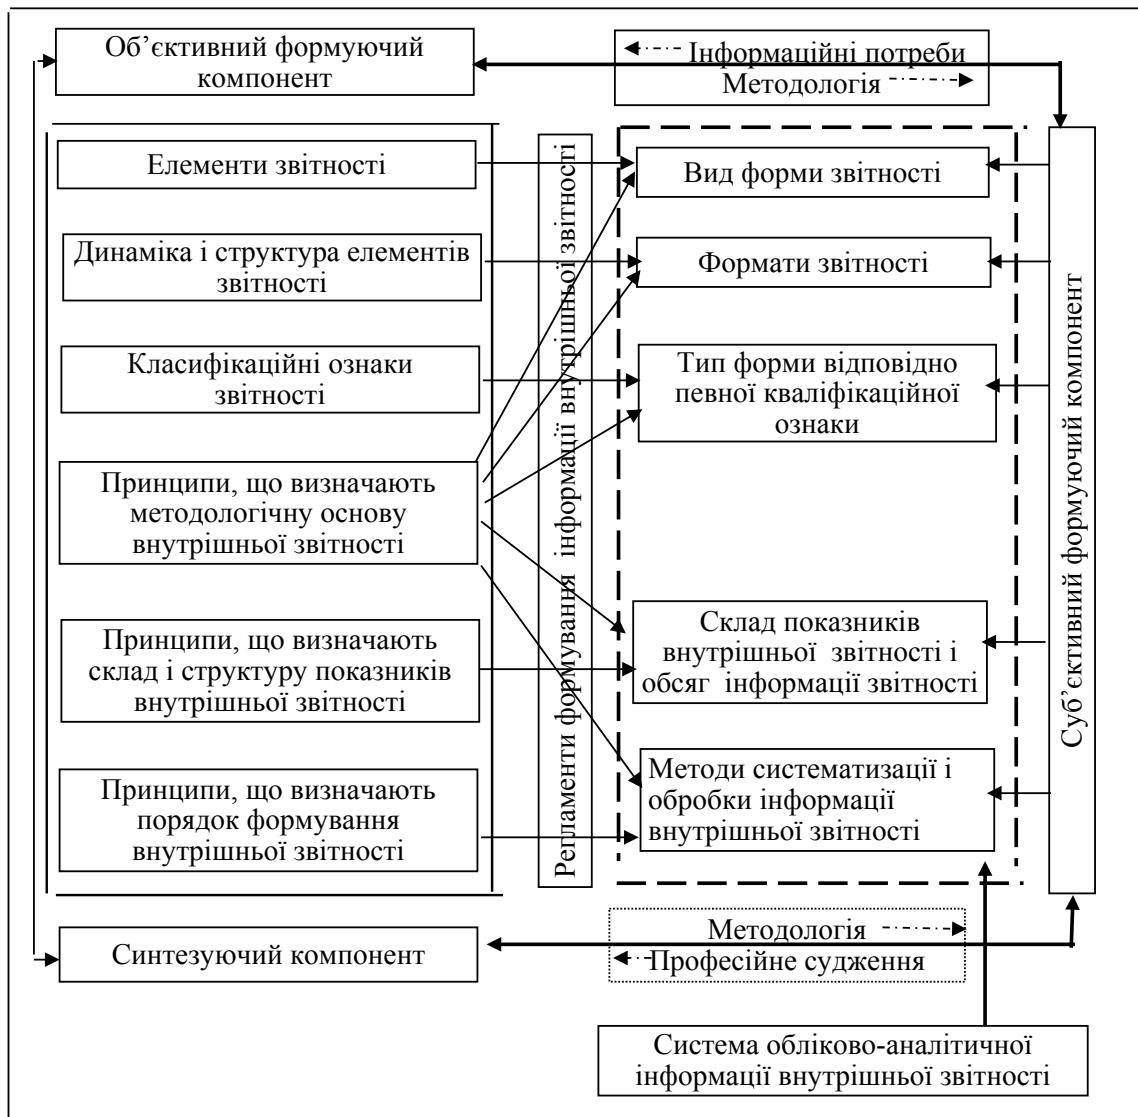 Об’єктивний формуючий
компонент
Інформаційні потреби
Методологія
Елементи звітності
Динаміка і структура елементів
звітності
Класифікаційні ознаки
звітності
Принципи, що визначають
методологічну основу
внутрішньої звітності
Принципи, що визначають
склад і структуру показників
внутрішньої звітності
Принципи, що визначають
порядок формування
внутрішньої звітності
Регламенти формування інформації внутрішньої звітності
Вид форми звітності
Формати звітності
Тип форми відповідно
певної кваліфікаційної
ознаки
Склад показників
внутрішньої звітності і
обсяг інформації звітності
Методи систематизації і
обробки інформації
внутрішньої звітності
Суб’єктивний формуючий компонент
Синтезуючий компонент
Методологія
Професійне судження
Система обліково-аналітичної
інформації внутрішньої звітності